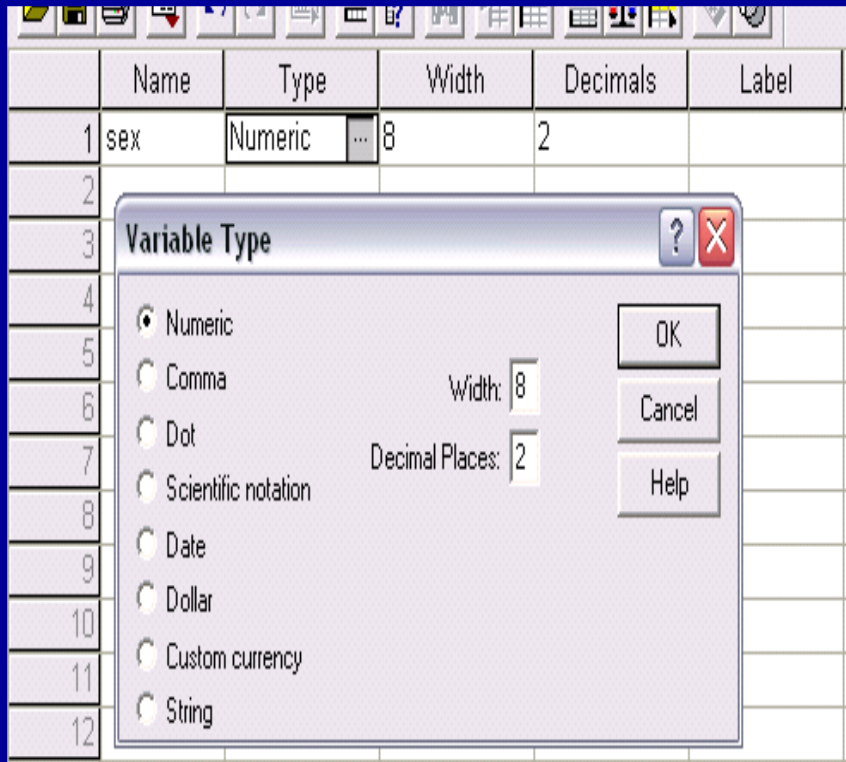 Name Type Width Decimals Label
1 sex Numeric ... 8 2
2
Variable Type ?
3
4 Numeric OK
5 Comma Width: 8
6 Cancel
Dot
7 Decimal Places: 2
Scientific notation Help
8
Date
9
Dollar
10
Custom currency
11
String
12